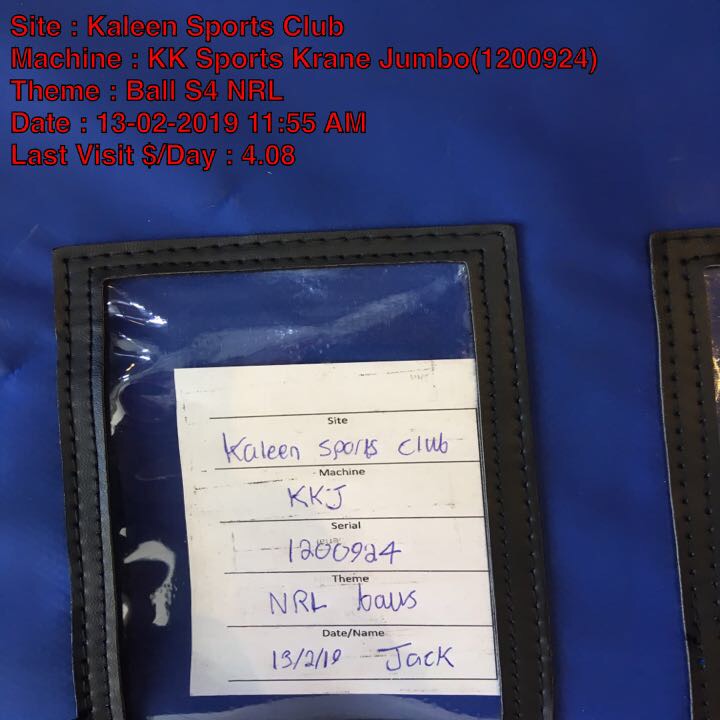 Site : Kaleen Sports Club
Machine : KK Sports Krane Jumbo(1200924)
Theme : Ball S4 NRL
Date : 13-02-2019 11:55 AM
Last Visit $/Day : 4.08
Site
Kaleen sports club
Machine
KKJ
Serial
1200924
Theme
NRL balls
Date/Name
13/2/19 Jack